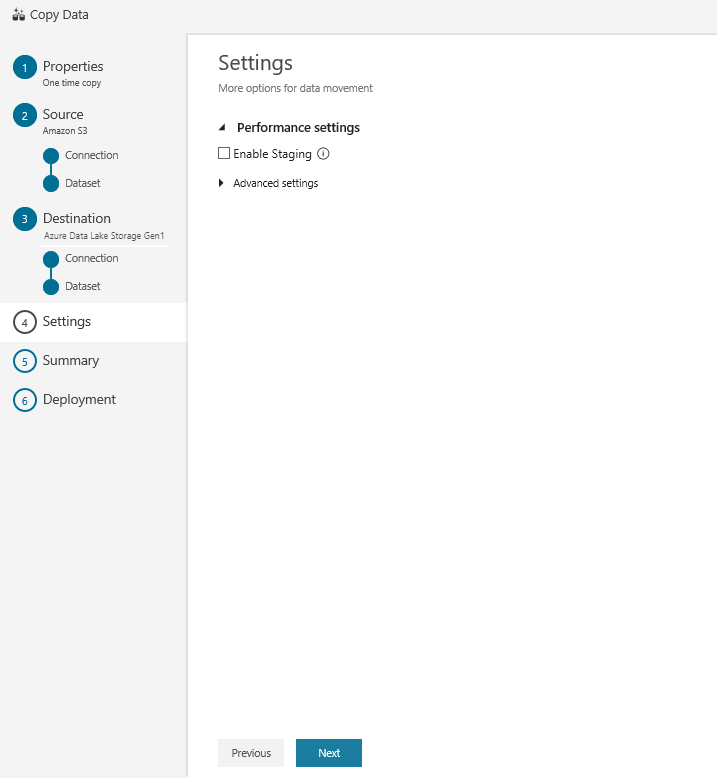 Copy Data
1
Properties
One time copy
2
Source
Amazon S3
Connection
Dataset
3
Destination
Azure Data Lake Storage Gen1
Connection
Dataset
4
Settings
5
Summary
6
Deployment
Settings
More options for data movement
Performance settings
Enable Staging
Advanced settings
Previous
Next